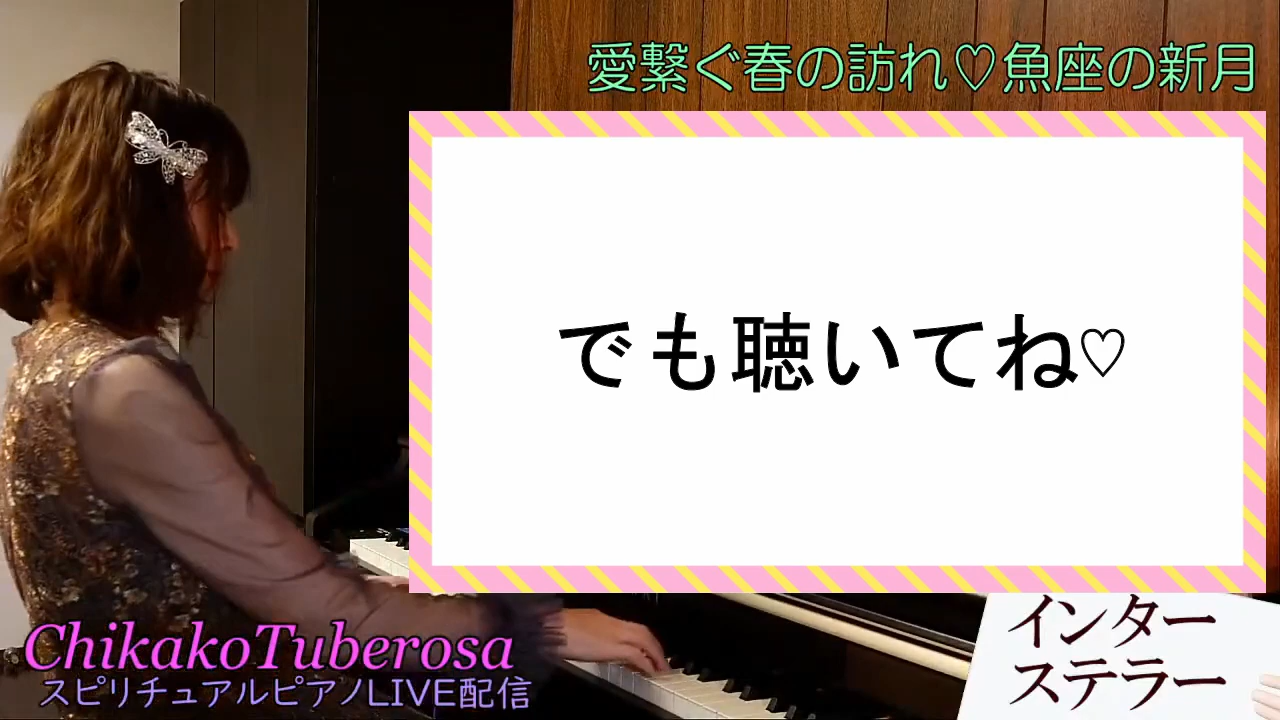 愛繋ぐ春の訪れ♡魚座の新月
でも聴いてね♡
ChikakoTuberosa
スピリチュアルピアノLIVE配信
インター
ステラー